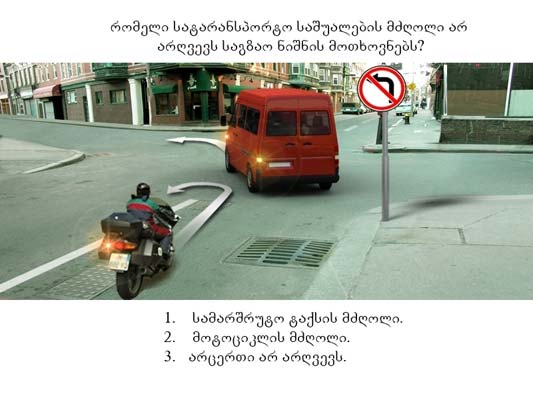 რომელი სატარანსპორტო საშუალების მძღოლი არ
არღვევს საგზაო ნიშნის მოთხოვნებს?
1. სამარშრუტო ტაქსის მძღოლი.
2. მოტოციკლის მძღოლი.
3. არცერთი არ არღვევს.